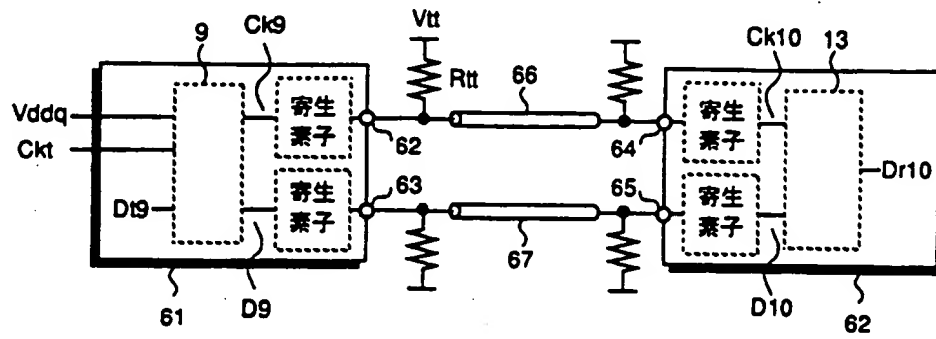 9
Ck9
Vtt
Rtt
66
Ck10
13
Vddq
Ckt
Dt9
寄生
素子
寄生
素子
62
63
64
65
寄生
素子
寄生
素子
Dr10
67
61
D9
D10
62